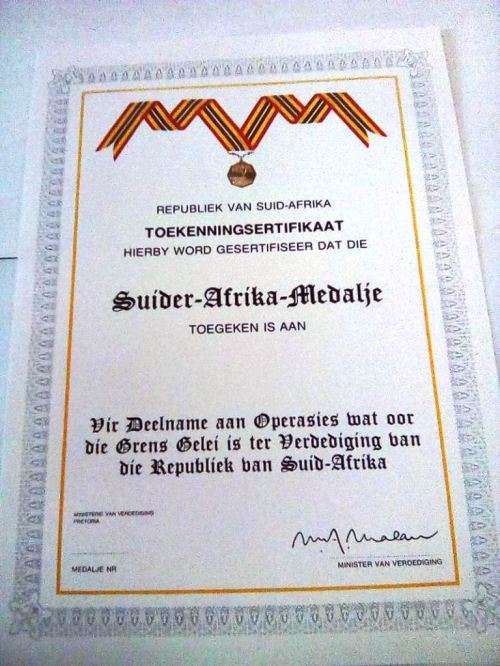 REPUBLIEK VAN SUID-AFRIKA
TOEKENNINGSERTIFIKAAT
HIERBY WORD GESERTIFISEER DAT DIE
Suider-Afrika-Medalje
TOEGEKEN IS AAN
Vir Deelname aan Operasies wat oor
die Grens Gelei is ter Verdediging van
die Republiek van Suid-Afrika
MINISTERIE VAN VERDEDIGING
PRETORIA
M.A. Malan
MEDALJE NR
MINISTER VAN VERDEDIGING